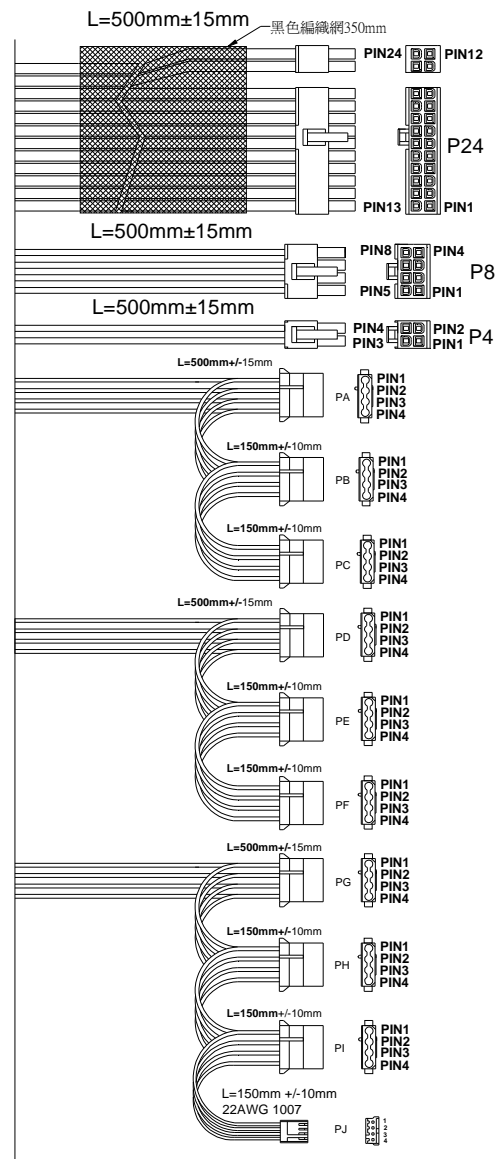 L=500mm±15mm
黑色編織網350mm
PIN24 PIN12
P24
PIN13 PIN1
L=500mm±15mm
PIN8 PIN4
P8
PIN5 PIN1
L=500mm±15mm
PIN4 PIN2
P4
PIN3 PIN1
L=500mm+/-15mm
PA
PIN1
PIN2
PIN3
PIN4
L=150mm+/-10mm
PB
PIN1
PIN2
PIN3
PIN4
L=150mm+/-10mm
PC
PIN1
PIN2
PIN3
PIN4
L=500mm+/-15mm
PD
PIN1
PIN2
PIN3
PIN4
L=150mm+/-10mm
PE
PIN1
PIN2
PIN3
PIN4
L=150mm+/-10mm
PF
PIN1
PIN2
PIN3
PIN4
L=500mm+/-15mm
PG
PIN1
PIN2
PIN3
PIN4
L=150mm+/-10mm
PH
PIN1
PIN2
PIN3
PIN4
L=150mm+/-10mm
PI
PIN1
PIN2
PIN3
PIN4
L=150mm +/-10mm
22AWG 1007
PJ
1
2
3
4